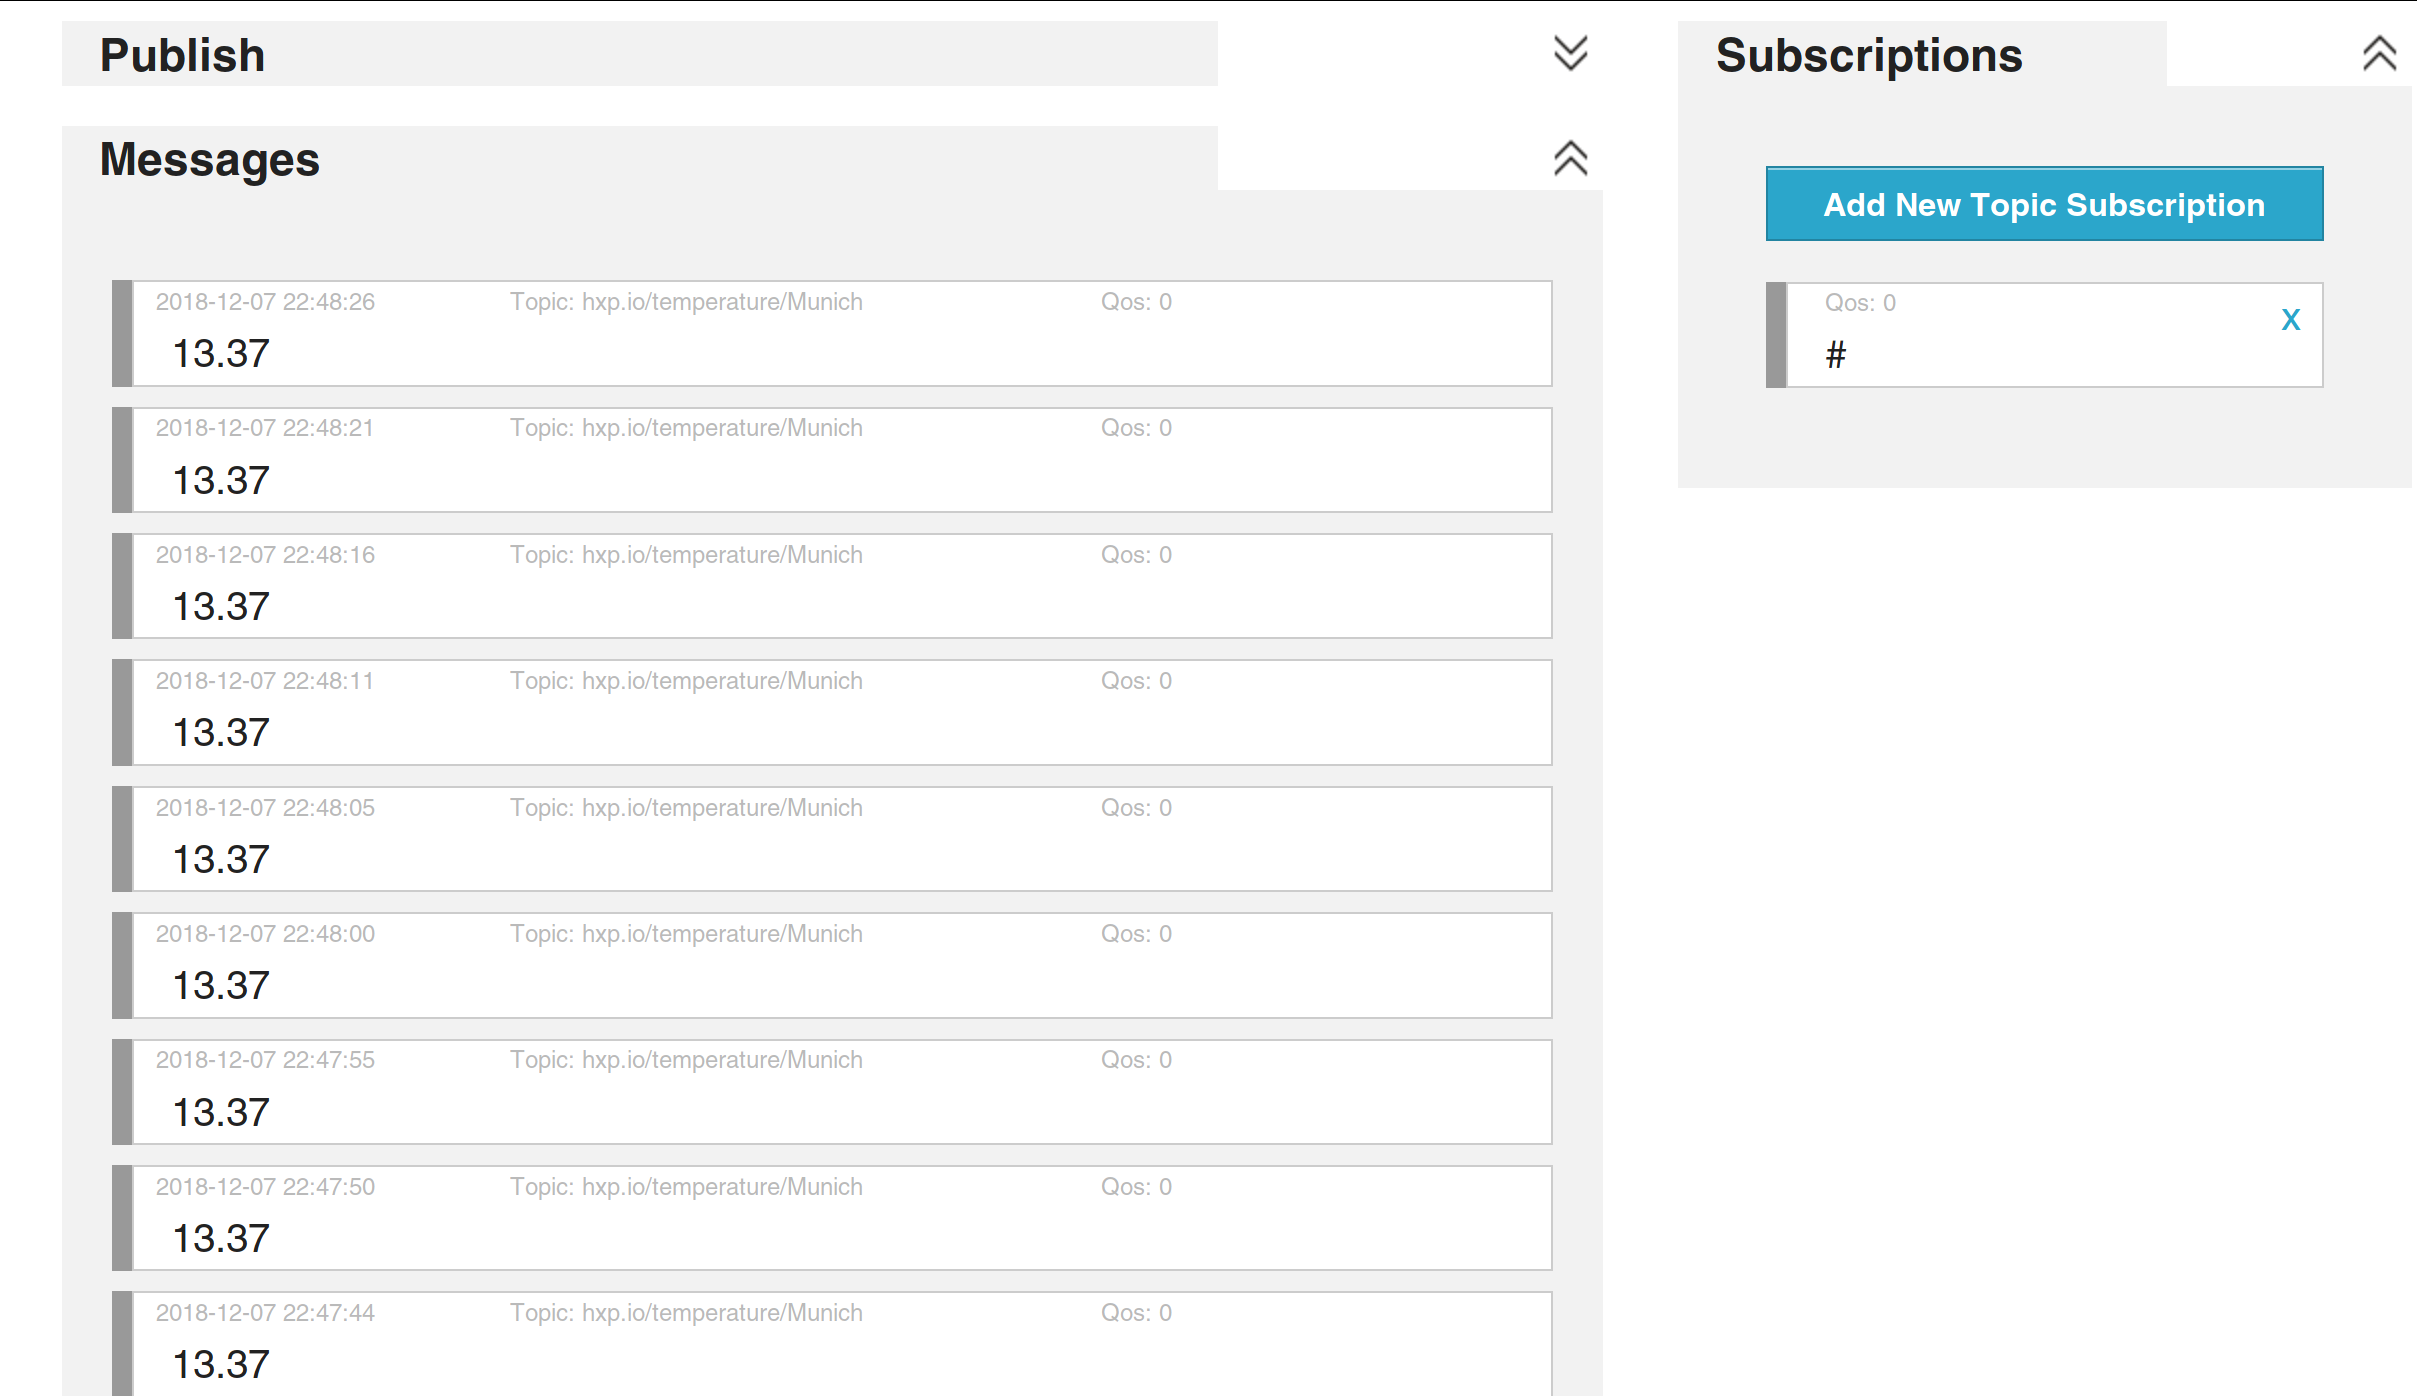 Publish
Messages
2018-12-07 22:48:26 Topic: hxp.io/temperature/Munich Qos: 0
13.37
2018-12-07 22:48:21 Topic: hxp.io/temperature/Munich Qos: 0
13.37
2018-12-07 22:48:16 Topic: hxp.io/temperature/Munich Qos: 0
13.37
2018-12-07 22:48:11 Topic: hxp.io/temperature/Munich Qos: 0
13.37
2018-12-07 22:48:05 Topic: hxp.io/temperature/Munich Qos: 0
13.37
2018-12-07 22:48:00 Topic: hxp.io/temperature/Munich Qos: 0
13.37
2018-12-07 22:47:55 Topic: hxp.io/temperature/Munich Qos: 0
13.37
2018-12-07 22:47:50 Topic: hxp.io/temperature/Munich Qos: 0
13.37
2018-12-07 22:47:44 Topic: hxp.io/temperature/Munich Qos: 0
13.37
Subscriptions
Add New Topic Subscription
Qos: 0
x
#